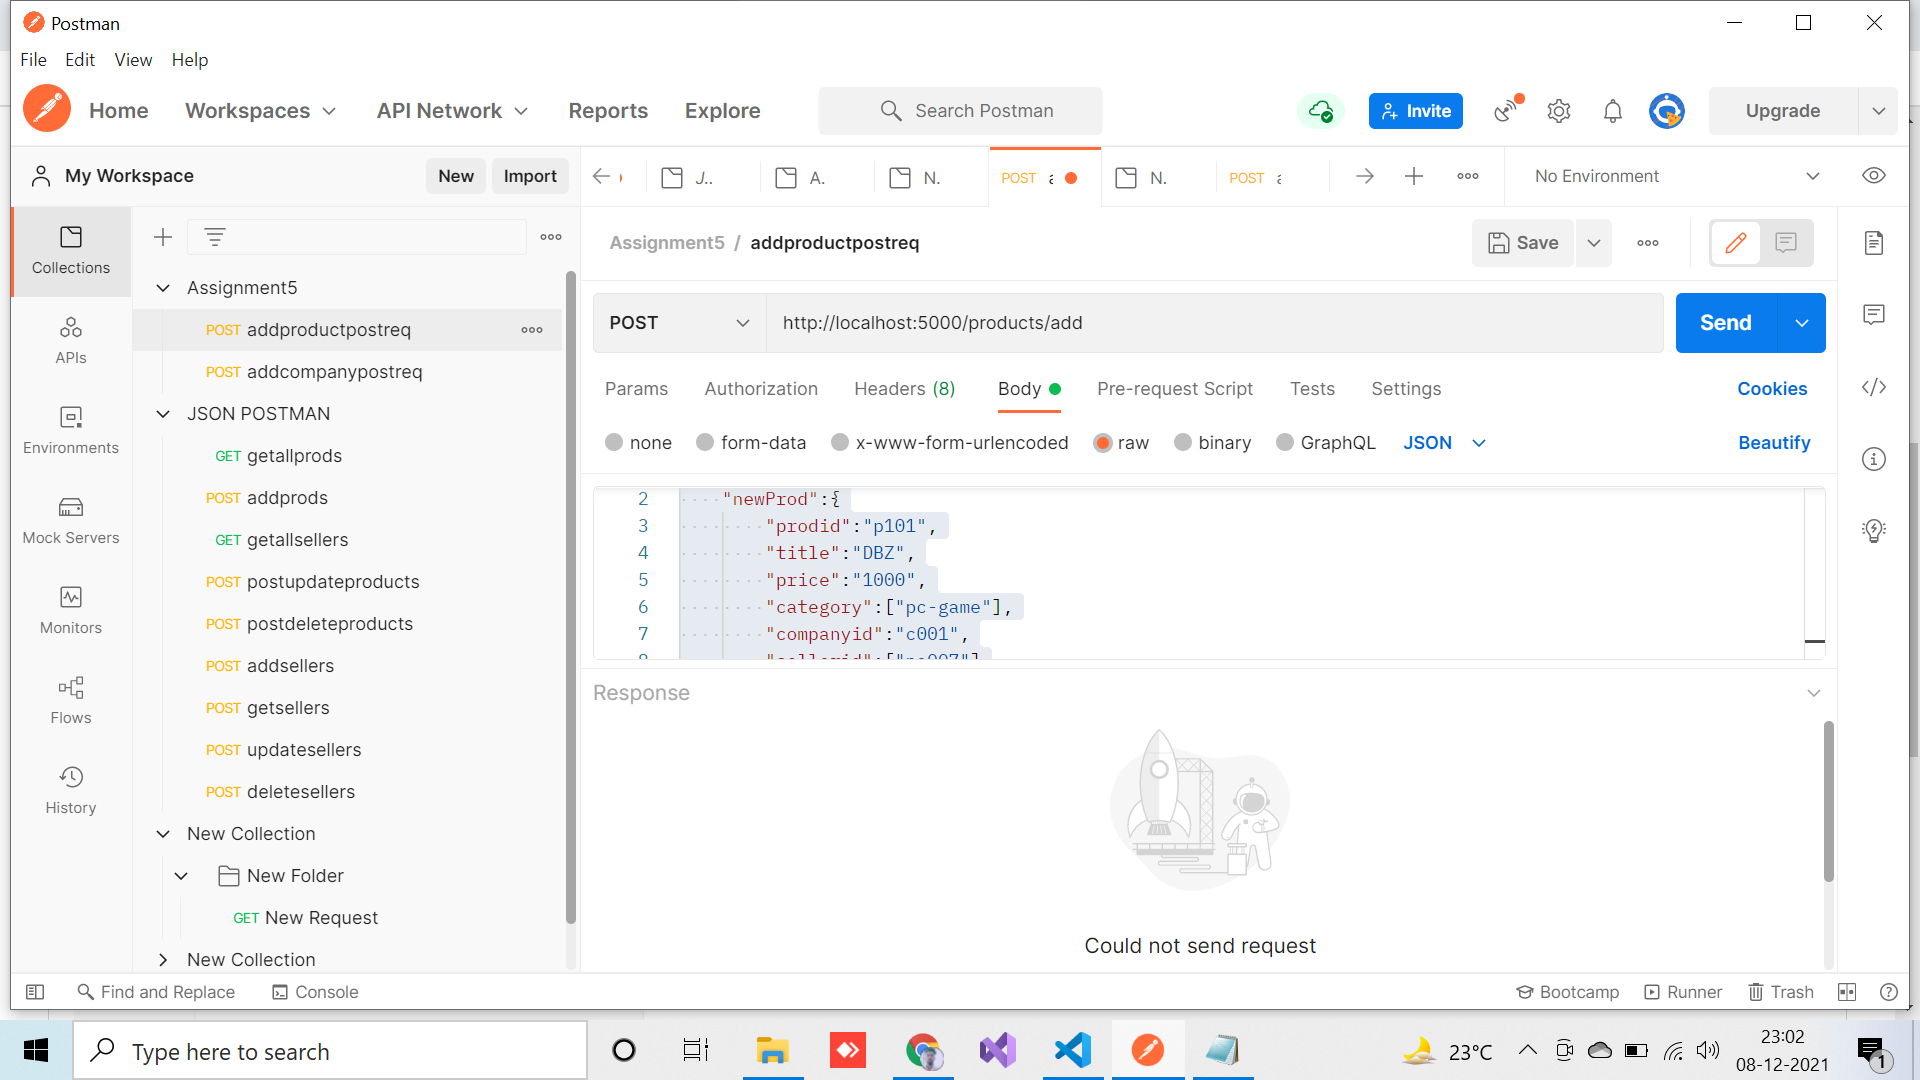 Postman
File Edit View Help
Home Workspaces API Network Reports Explore Search Postman Invite Upgrade
My Workspace New Import J.. A. N. POST N. POST No Environment
Collections
APIs
Environments
Mock Servers
Monitors
Flows
History
Assignment5
POST addproductpostreq
POST addcompanypostreq
JSON POSTMAN
GET getallprods
POST addprods
GET getallsellers
POST postupdateproducts
POST postdeleteproducts
POST addsellers
POST getsellers
POST updatesellers
POST deletesellers
New Collection
New Folder
GET New Request
New Collection
Assignment5 / addproductpostreq Save
POST http://localhost:5000/products/add Send
Params Authorization Headers (8) Body Pre-request Script Tests Settings Cookies
none form-data x-www-form-urlencoded raw binary GraphQL JSON Beautify
2 "newProd":{
3 "prodid":"p101",
4 "title":"DBZ",
5 "price":"1000",
6 "category":["pc-game"],
7 "companyid":"c001",
Response
Could not send request
Find and Replace Console Bootcamp Runner Trash
Type here to search 23°C 23:02
08-12-2021 1